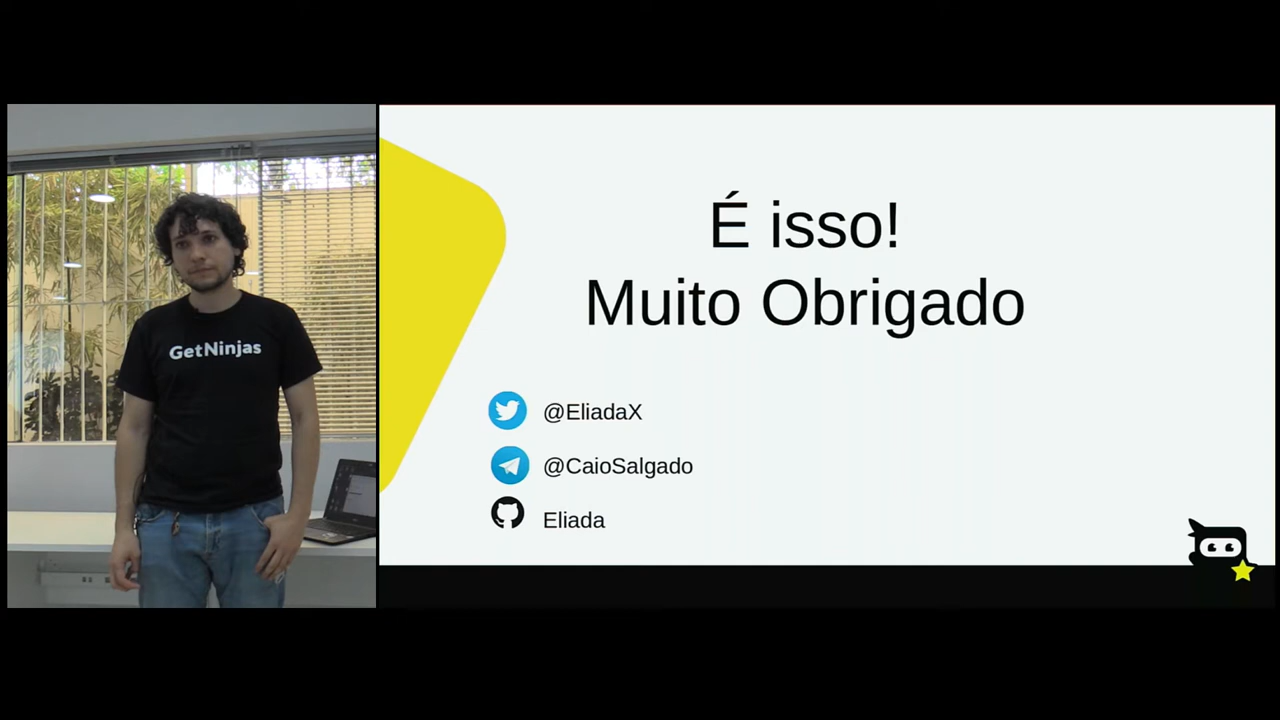 GetNinjas
É isso!
Muito Obrigado
@EliadaX
@CaioSalgado
Eliada